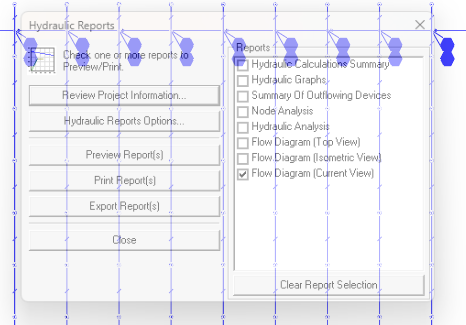 Hydraulic Reports
Check one or more reports to
Preview/Print.
Review Project Information...
Hydraulic Reports Options...
Preview Report(s)
Print Report(s)
Export Report(s)
Close
Reports
Hydraulic Calculations Summary
Hydraulic Graphs
Summary Of Outflowing Devices
Node Analysis
Hydraulic Analysis
Flow Diagram (Top View)
Flow Diagram (Isometric View)
Flow Diagram (Current View)
Clear Report Selection